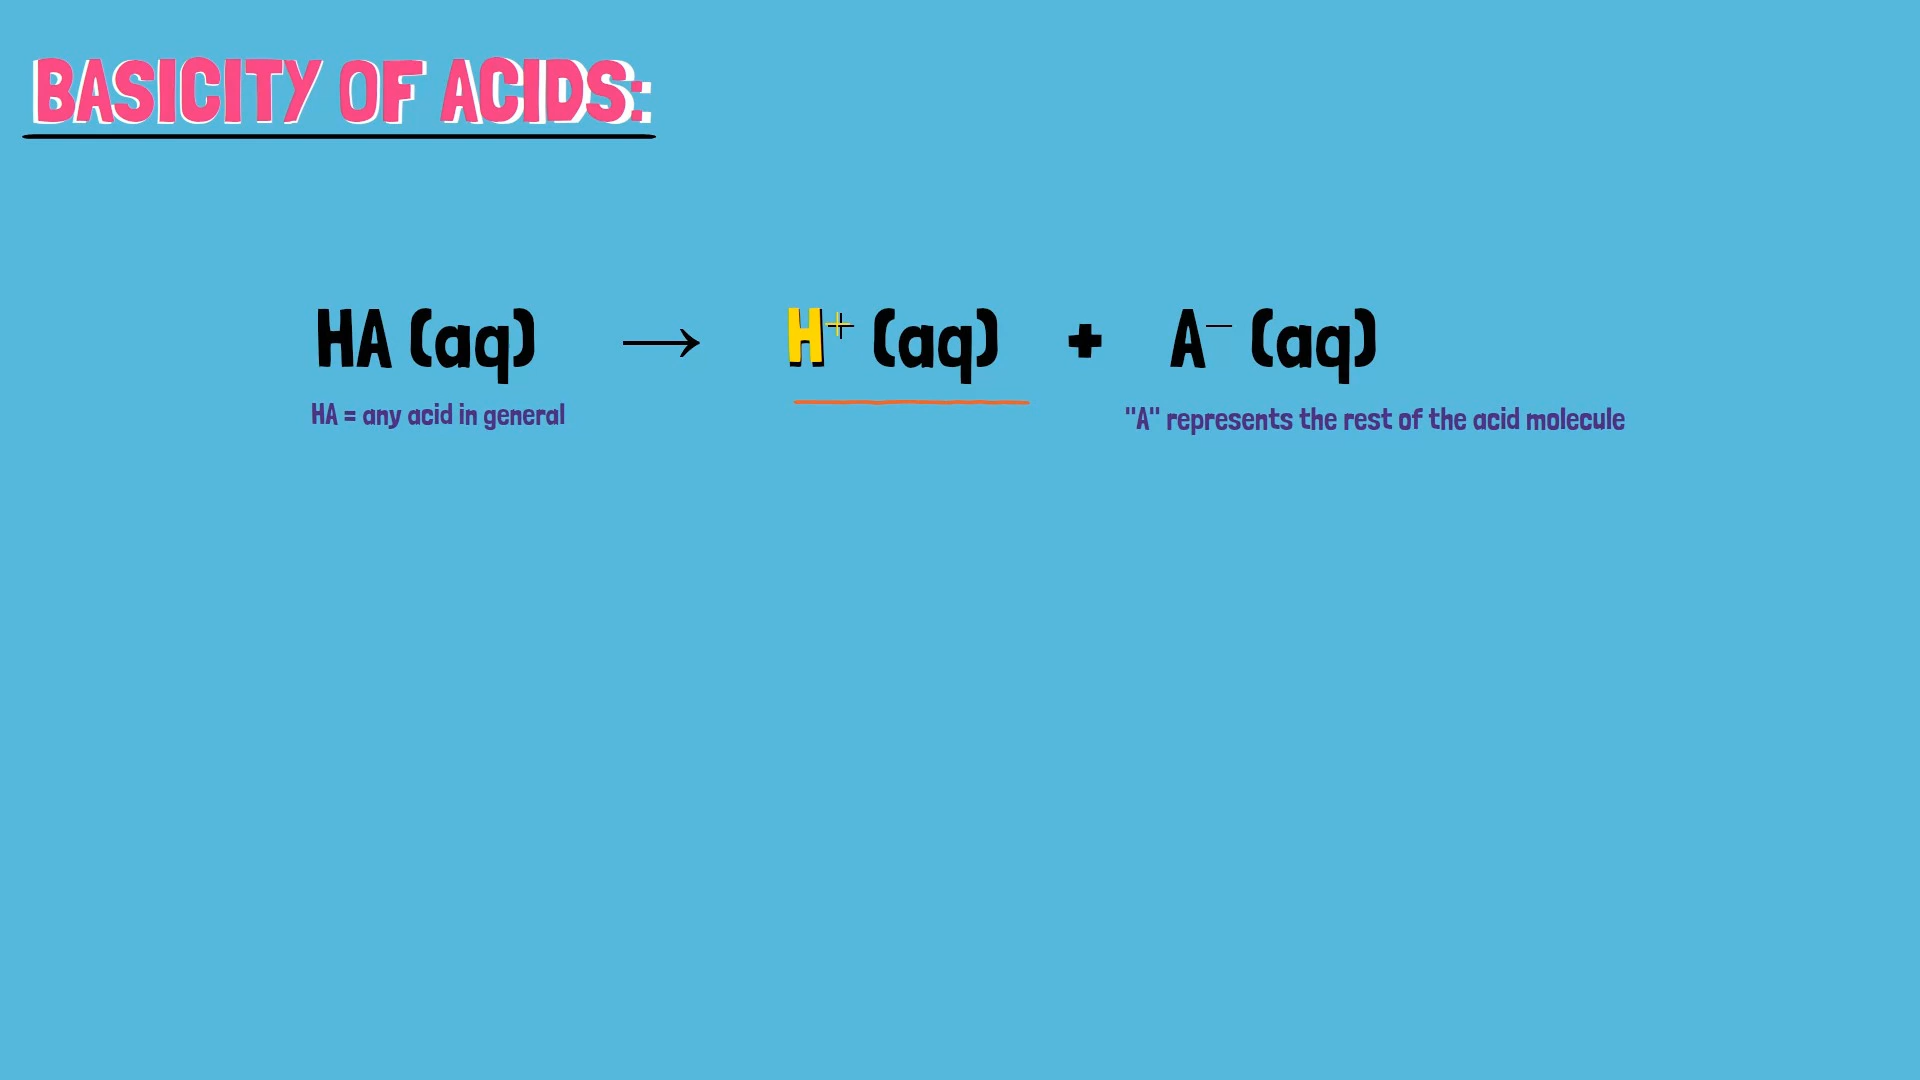 BASICITY OF ACIDS:
HA (aq) → H⁺ (aq) + A⁻ (aq)
HA = any acid in general
"A" represents the rest of the acid molecule